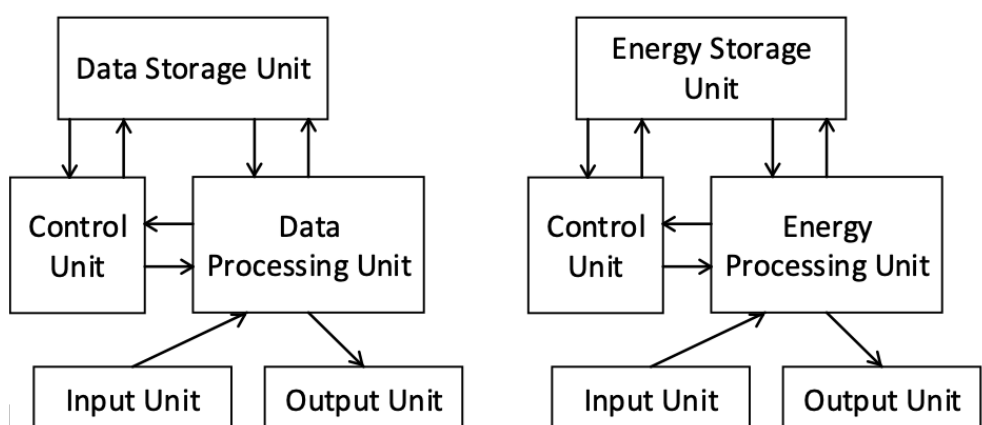 Data Storage Unit
Control
Unit
Data
Processing Unit
Input Unit
Output Unit
Energy Storage
Unit
Control
Unit
Energy
Processing Unit
Input Unit
Output Unit